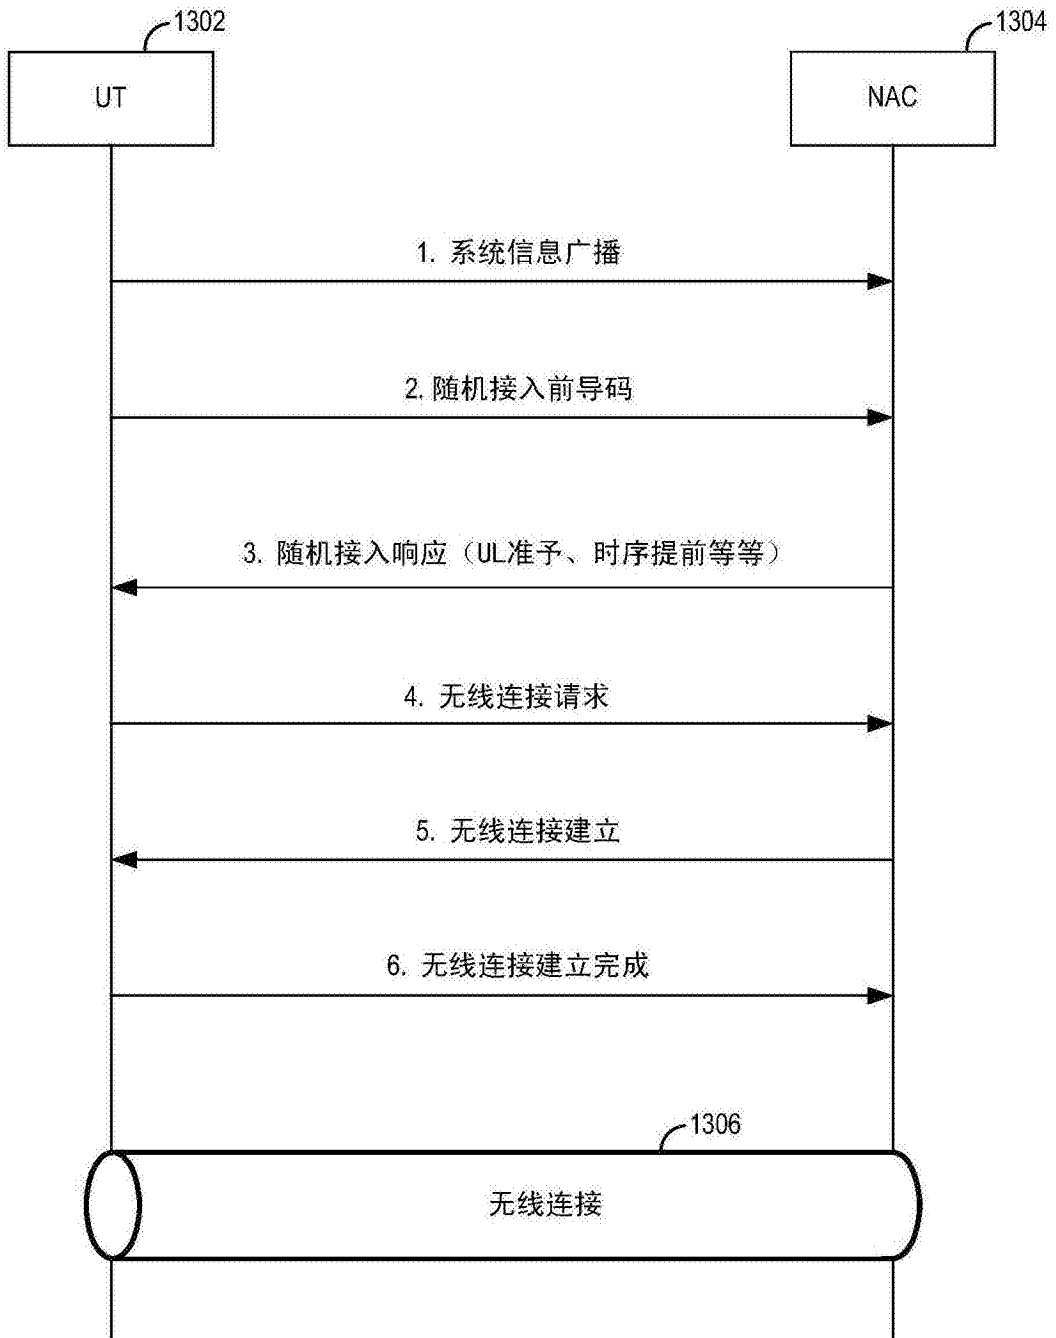 1302
1304
UT
NAC
1. 系统信息广播
2. 随机接入前导码
3. 随机接入响应（UL准予、时序提前等等）
4. 无线连接请求
5. 无线连接建立
6. 无线连接建立完成
1306
无线连接